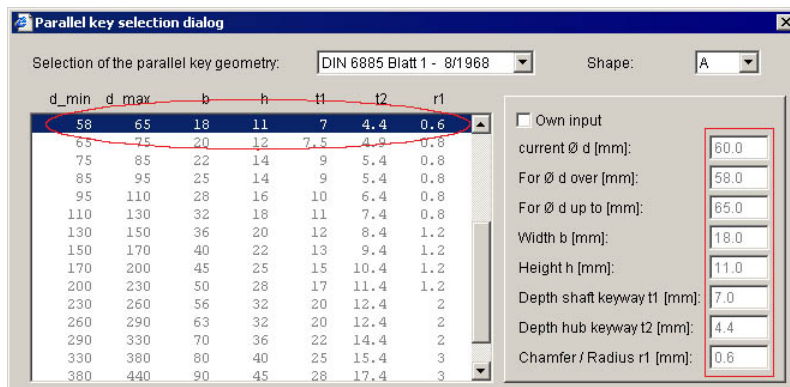 Parallel key selection dialog
Selection of the parallel key geometry: DIN 6885 Blatt 1 - 8/1968 Shape: A
d_min d_max b h t1 t2 r1
58 65 18 11 7 4.4 0.6
65 75 20 12 7.5 4.9 0.8
75 85 22 14 9 5.4 0.8
85 95 25 14 9 5.4 0.8
95 110 28 16 10 6.4 0.8
110 130 32 18 11 7.4 0.8
130 150 36 20 12 8.4 1.2
150 170 40 22 13 9.4 1.2
170 200 45 25 15 10.4 1.2
200 230 50 28 17 11.4 1.2
230 260 56 32 20 12.4 2
260 290 63 32 20 12.4 2
290 330 70 36 22 14.4 2
330 380 80 40 25 15.4 3
380 440 90 45 28 17.4 3
Own input
current Ø d [mm]: 60.0
For Ø d over [mm]: 58.0
For Ø d up to [mm]: 65.0
Width b [mm]: 18.0
Height h [mm]: 11.0
Depth shaft keyway t1 [mm]: 7.0
Depth hub keyway t2 [mm]: 4.4
Chamfer / Radius r1 [mm]: 0.6